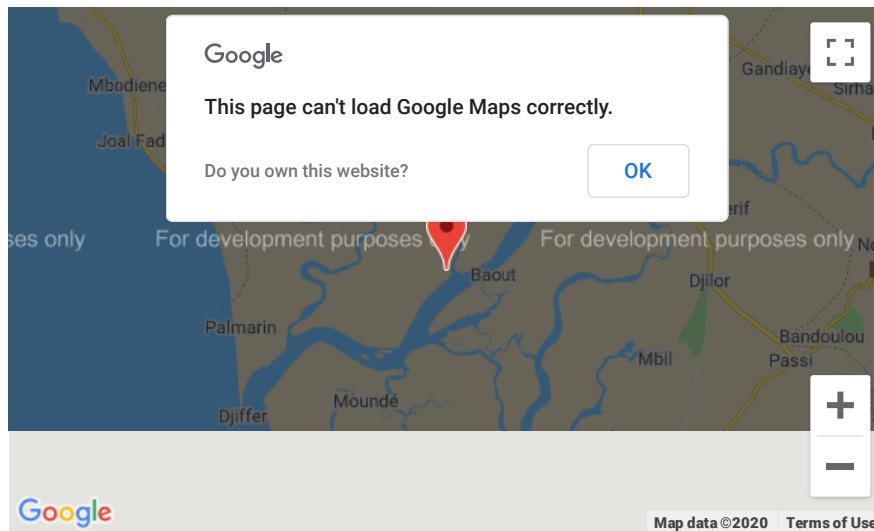 Google
This page can't load Google Maps correctly.
Do you own this website?
OK
Mbodiene
Joal Fad
Gandiay
Sirha
erif
ses only
For development purposes only
For development purposes only
Baout
Djilor
Palmarin
Bandoulou
Mbil
Passi
Moundé
Djiffer
Google
Map data ©2020
Terms of Use